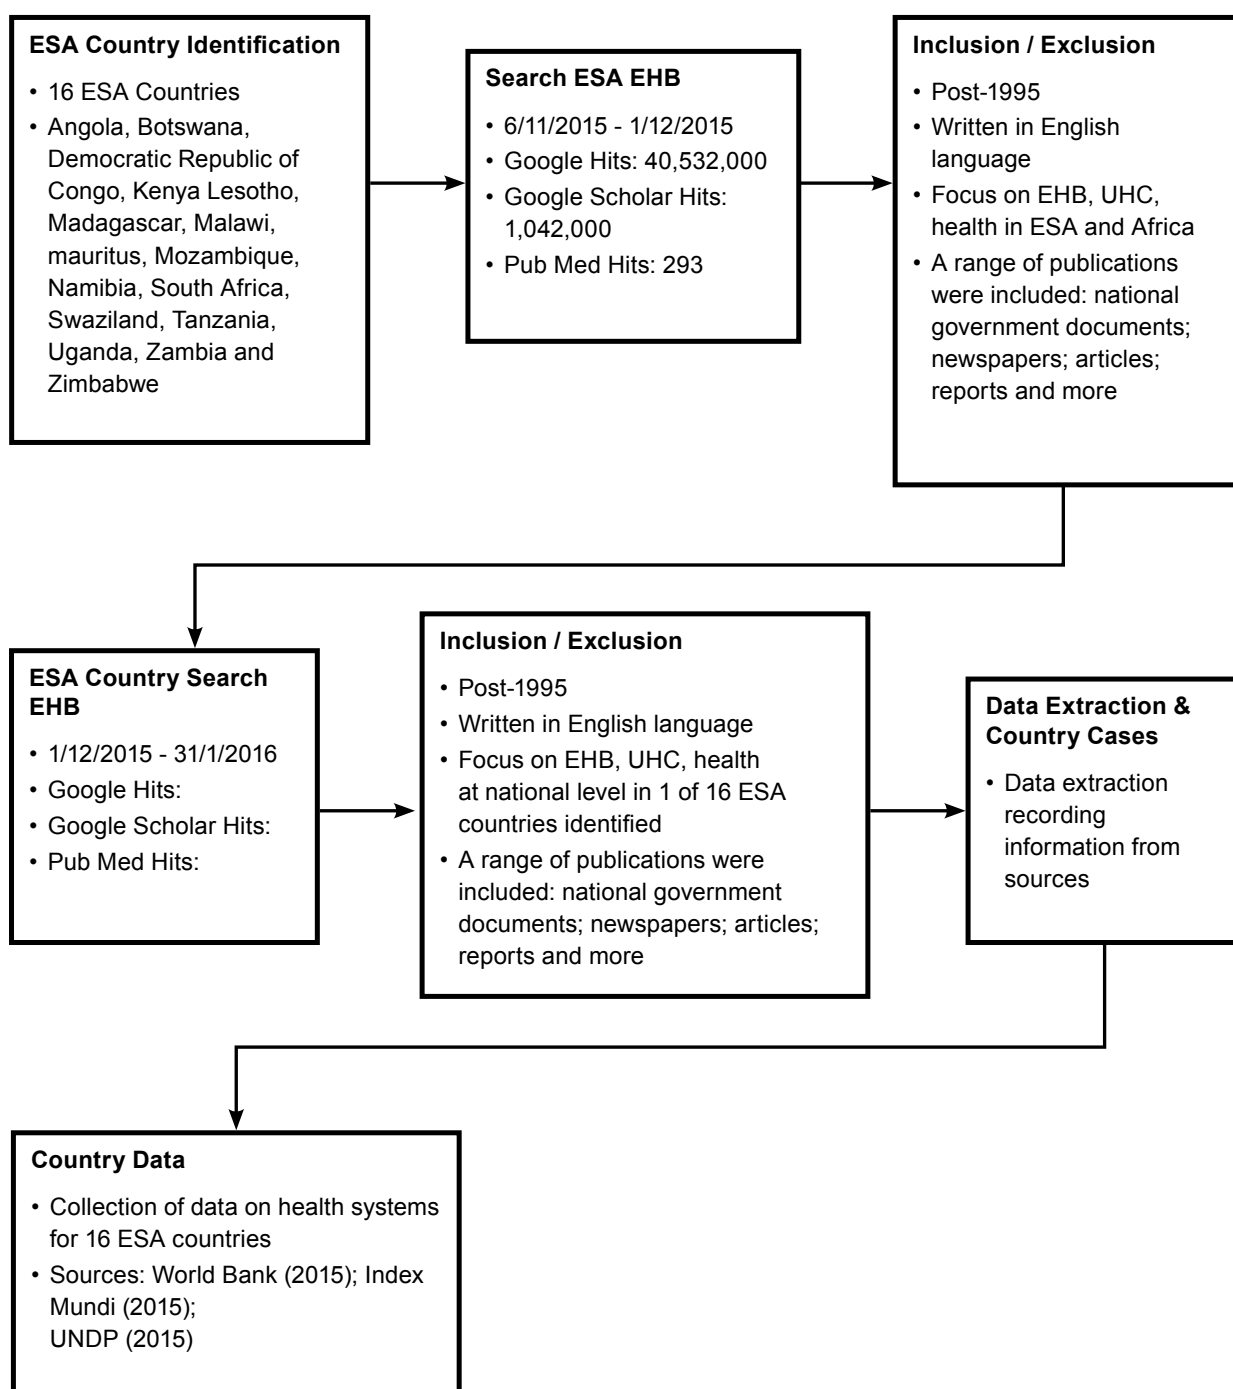 ESA Country Identification
• 16 ESA Countries
• Angola, Botswana,
Democratic Republic of
Congo, Kenya Lesotho,
Madagascar, Malawi,
mauritus, Mozambique,
Namibia, South Africa,
Swaziland, Tanzania,
Uganda, Zambia and
Zimbabwe
Search ESA EHB
• 6/11/2015 - 1/12/2015
• Google Hits: 40,532,000
• Google Scholar Hits:
1,042,000
• Pub Med Hits: 293
Inclusion / Exclusion
• Post-1995
• Written in English
language
• Focus on EHB, UHC,
health in ESA and Africa
• A range of publications
were included: national
government documents;
newspapers; articles;
reports and more
ESA Country Search
EHB
• 1/12/2015 - 31/1/2016
• Google Hits:
• Google Scholar Hits:
• Pub Med Hits:
Inclusion / Exclusion
• Post-1995
• Written in English language
• Focus on EHB, UHC, health
at national level in 1 of 16 ESA
countries identified
• A range of publications were
included: national government
documents; newspapers; articles;
reports and more
Data Extraction &
Country Cases
• Data extraction
recording
information from
sources
Country Data
• Collection of data on health systems
for 16 ESA countries
• Sources: World Bank (2015); Index
Mundi (2015);
UNDP (2015)